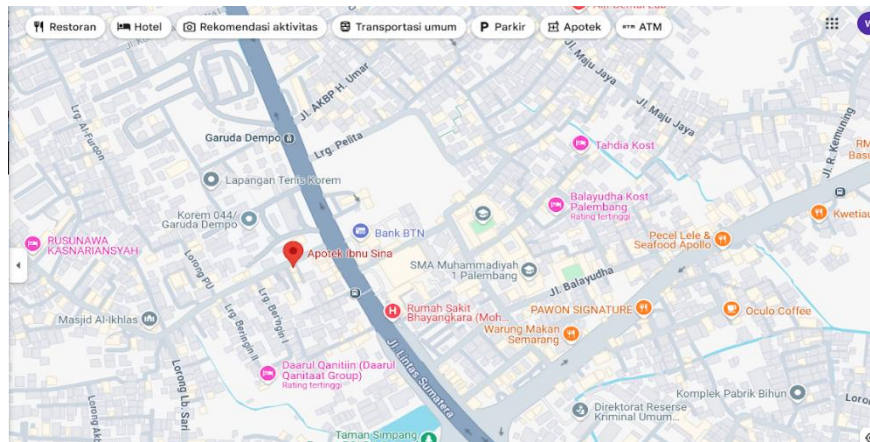 Restoran
Hotel
Rekomendasi aktivitas
Transportasi umum
P Parkir
Apotek
ATM
Jl. AKBP H. Umar
Jl. Maju Jaya
Jl. Maju Jaya
Lrg. Al-Furqon
Garuda Dempo
Lrg. Pelita
Tahdia Kost
Jl. R. Kemuning
Lapangan Tenis Korem
Balayudha Kost
Palembang
Rating tertinggi
Korem 044/
Garuda Dempo
Bank BTN
Kwetiau
RUSUNAWA
KASNARIANSYAH
Lorong PU
Apotek ibnu Sina
Pecel Lele &
Seafood Apollo
SMA Muhammadiyah
1 Palembang
Jl. Balayudha
Lrg. Beringin I
Lrg. Beringin II
Masjid Al-Ikhlas
H
Rumah Sakit
Bhayangkara (Moh...
PAWON SIGNATURE
Oculo Coffee
Warung Makan
Semarang
Jl. Lintas Sumatera
Daarul Qanitiin (Daarul
Qanitaat Group)
Rating tertinggi
Lorong Lb. Sari
Komplek Pabrik Bihun
Direktorat Reserse
Kriminal Umum...
Taman Simpang